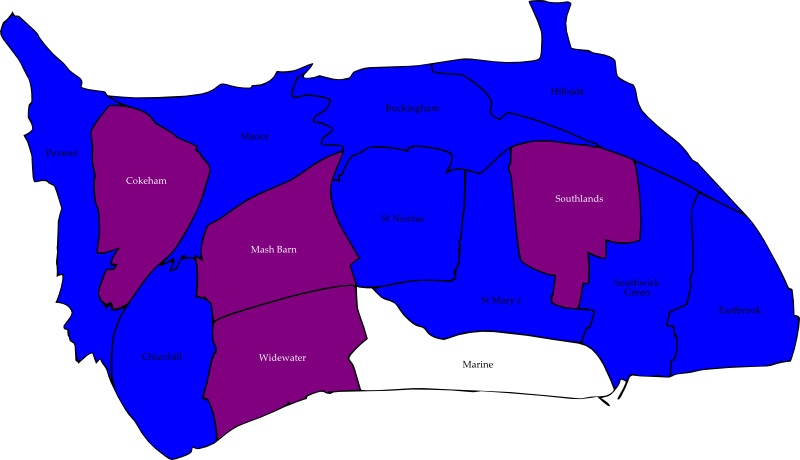 Hillside
Buckingham
Manor
Peverel
Cokeham
Southlands
St Nicolas
Mash Barn
Southwick
Green
St Mary's
Eastbrook
Churchill
Widewater
Marine